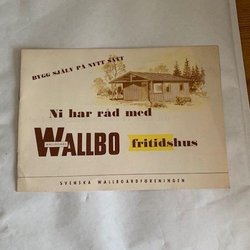 BYGG SJÄLV PÅ NYTT SÄTT
Ni har råd med
WALLBO fritidshus
SVENSKA WALLBOARDFÖRENINGEN